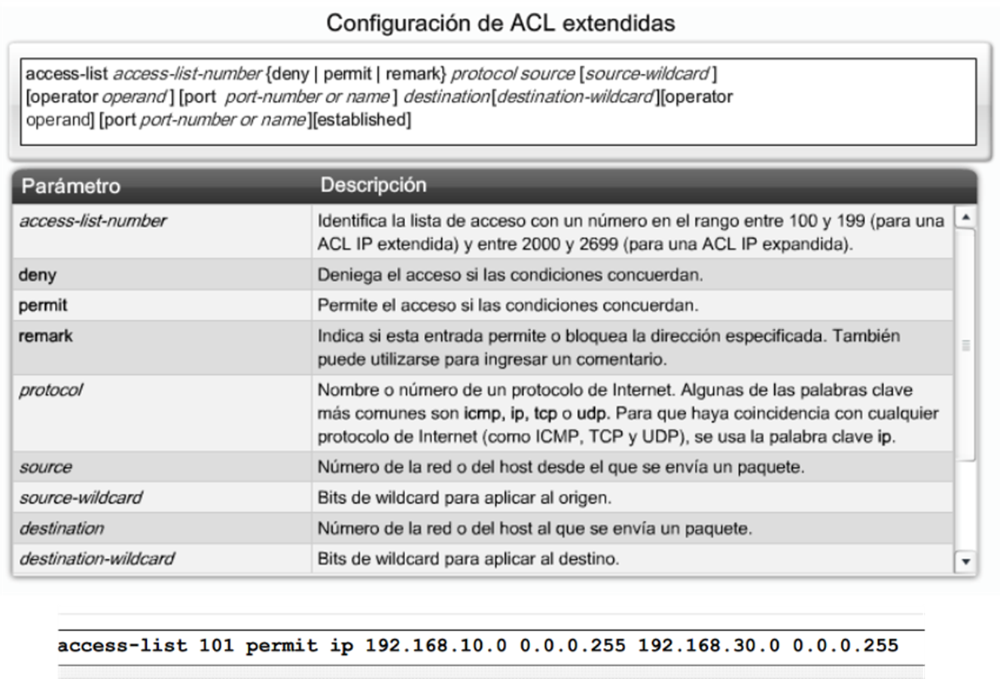 Configuración de ACL extendidas
access-list access-list-number {deny | permit | remark} protocol source [source-wildcard]
[operator operand] [port port-number or name] destination[destination-wildcard][operator
operand] [port port-number or name][established]
Parámetro Descripción
access-list-number Identifica la lista de acceso con un número en el rango entre 100 y 199 (para una
ACL IP extendida) y entre 2000 y 2699 (para una ACL IP expandida).
deny Deniega el acceso si las condiciones concuerdan.
permit Permite el acceso si las condiciones concuerdan.
remark Indica si esta entrada permite o bloquea la dirección especificada. También
puede utilizarse para ingresar un comentario.
protocol Nombre o número de un protocolo de Internet. Algunas de las palabras clave
más comunes son icmp, ip, tcp o udp. Para que haya coincidencia con cualquier
protocolo de Internet (como ICMP, TCP y UDP), se usa la palabra clave ip.
source Número de la red o del host desde el que se envía un paquete.
source-wildcard Bits de wildcard para aplicar al origen.
destination Número de la red o del host al que se envía un paquete.
destination-wildcard Bits de wildcard para aplicar al destino.
access-list 101 permit ip 192.168.10.0 0.0.0.255 192.168.30.0 0.0.0.255